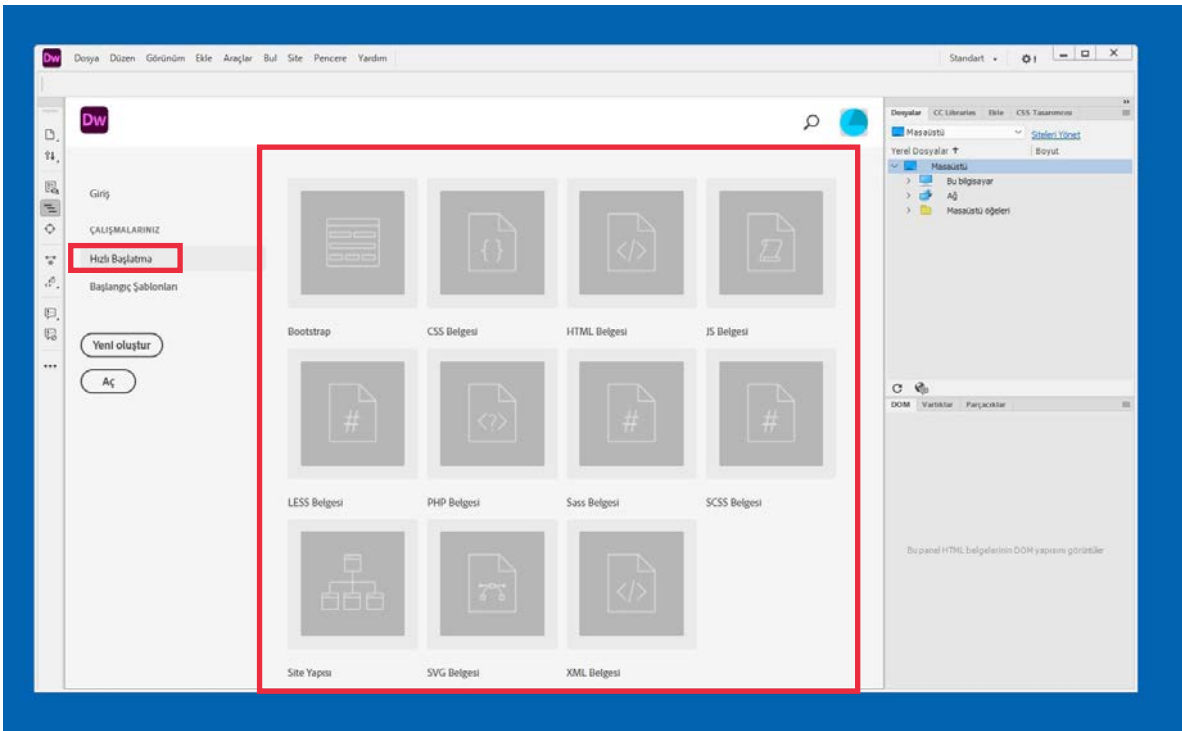 Dw Dosya Düzen Görünüm Ekle Araçlar Bul Site Pencere Yardım Standart
Dw
Dosyalar CC Libraries Ekle CSS Tasarımcısı
Masaüstü Siteleri Yönet
Yerel Dosyalar Boyut
Masaüstü
Bu bilgisayar
Ağ
Masaüstü öğeleri
Giriş
ÇALIŞMALARINIZ
Hızlı Başlatma
Başlangıç Şablonları
Yeni oluştur
Aç
{} </>
Bootstrap CSS Belgesi HTML Belgesi JS Belgesi
# <?> # #
LESS Belgesi PHP Belgesi Sass Belgesi SCSS Belgesi
</>
Site Yapısı SVG Belgesi XML Belgesi
DOM Varlıklar Parçacıklar
Bu panel HTML belgelerinin DOM yapısını görüntüler